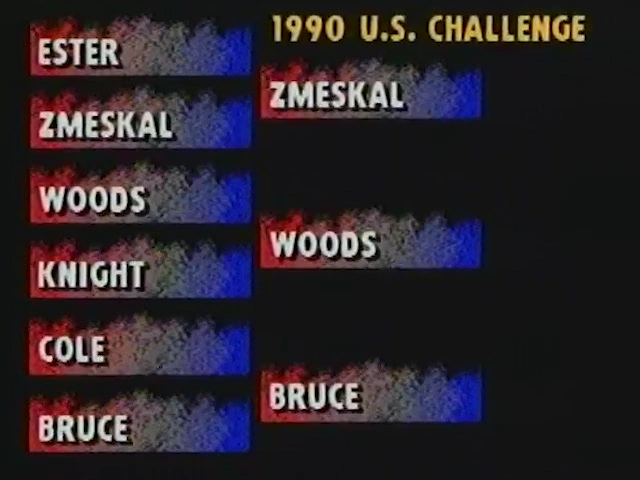 1990 U.S. CHALLENGE
ESTER
ZMESKAL
ZMESKAL
WOODS
WOODS
KNIGHT
COLE
BRUCE
BRUCE